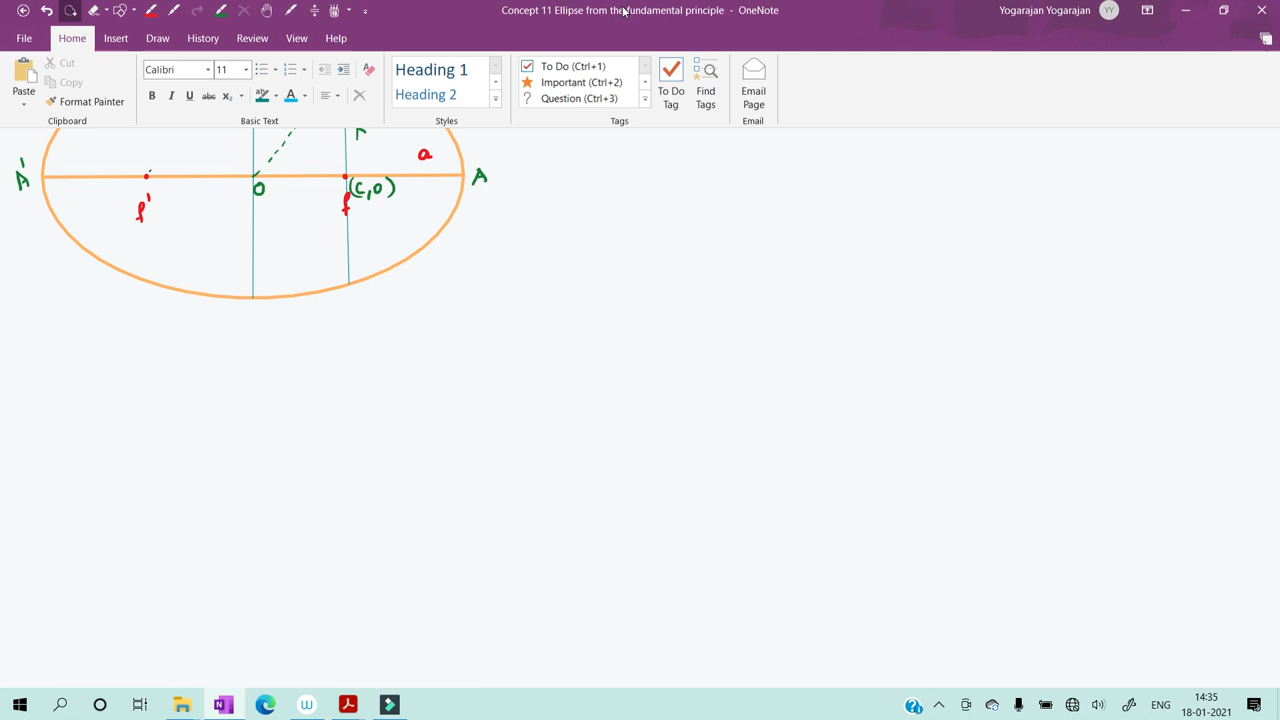 Concept 11 Ellipse from the fundamental principle - OneNote
Yogarajan Yogarajan YY
File Home Insert Draw History Review View Help
Paste
Cut
Copy
Format Painter
Clipboard
Calibri 11
B I U abc x₂ A
Basic Text
Heading 1
Heading 2
Styles
To Do (Ctrl+1)
Important (Ctrl+2)
Question (Ctrl+3)
To Do Tag
Find Tags
Tags
Email Page
Email
a
A' O (c,0) A
f' f
ENG
14:35
18-01-2021